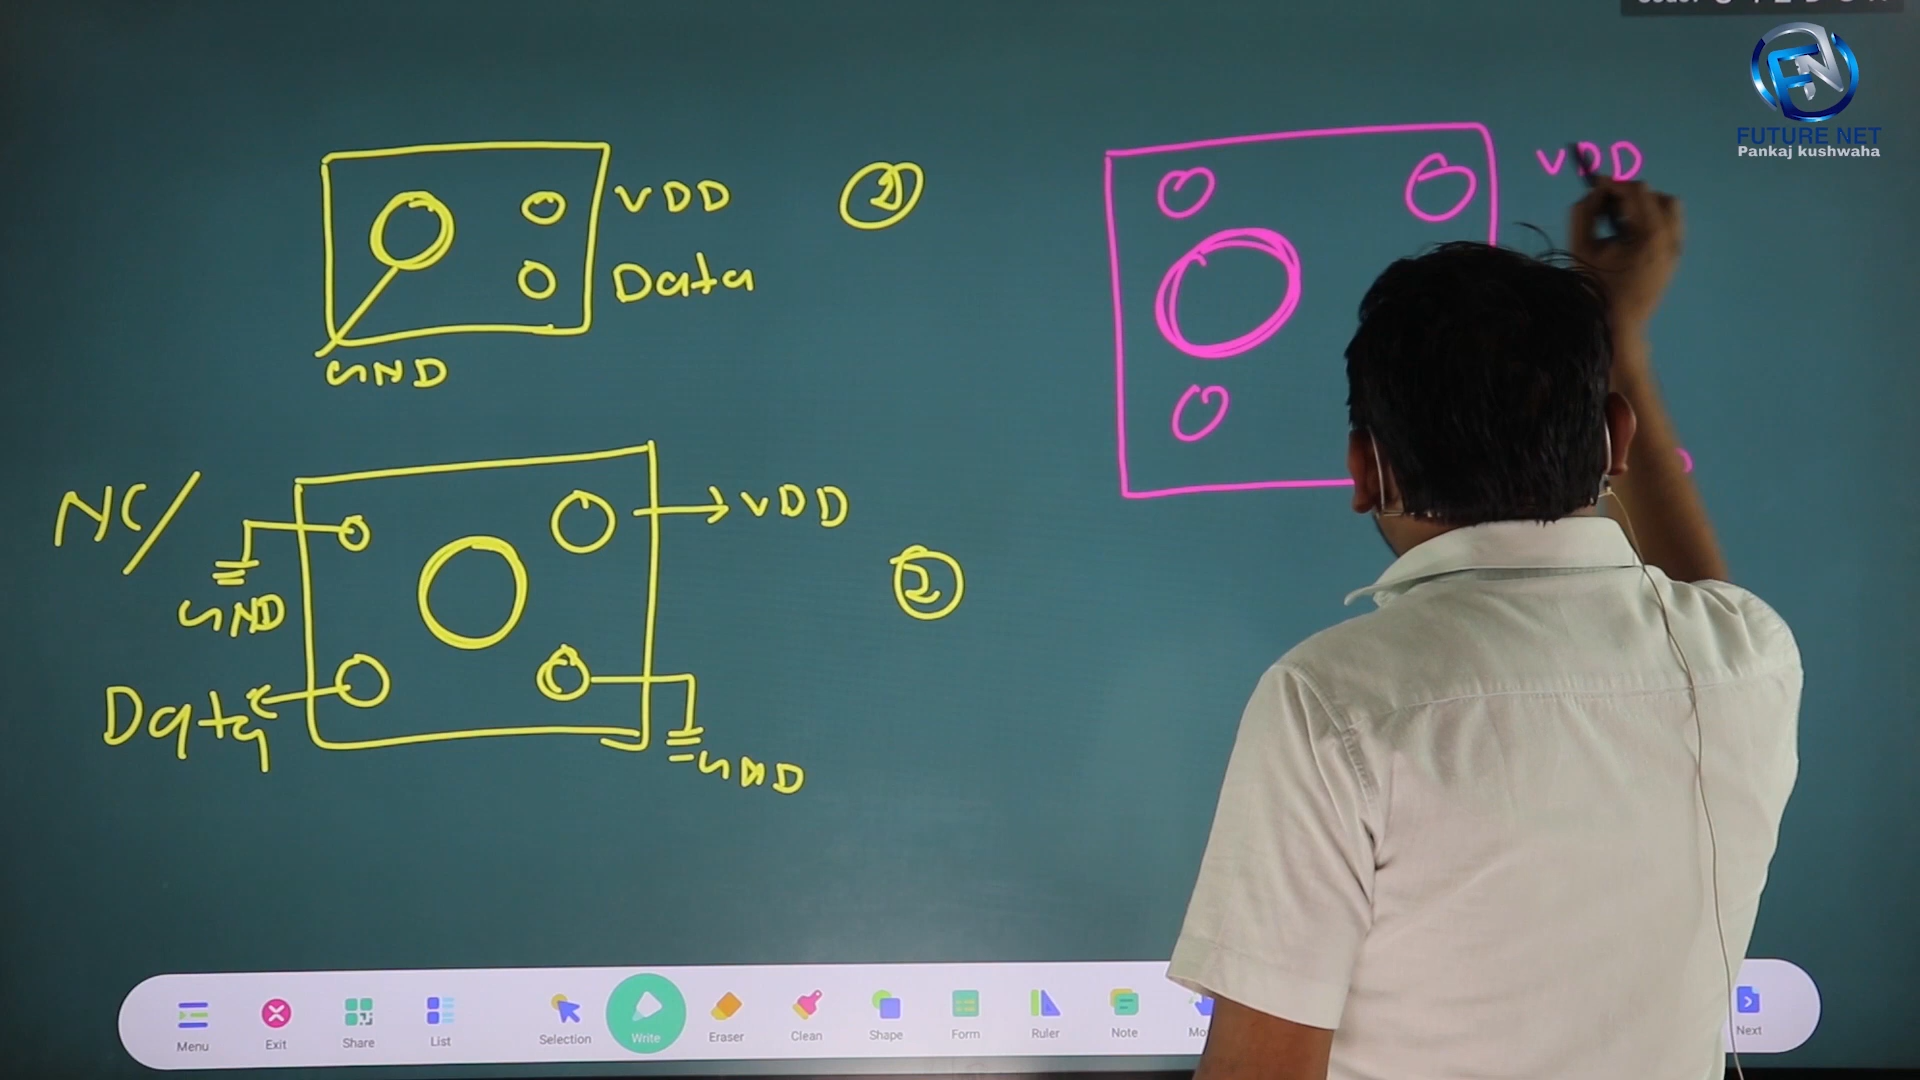 FUTURE NET
Pankaj kushwaha
VDD
Data
GND
VDD
NC/
GND
Data
VDD
2
GND
Menu
Exit
Share
List
Selection
Write
Eraser
Clean
Shape
Form
Ruler
Note
Next